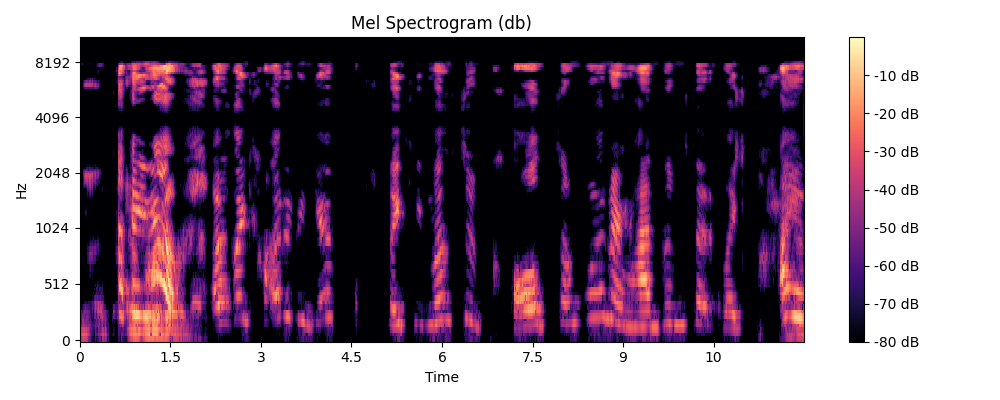 Mel Spectrogram (db)
8192
4096
2048
1024
512
0
Hz
0 1.5 3 4.5 6 7.5 9 10
Time
-10 dB
-20 dB
-30 dB
-40 dB
-50 dB
-60 dB
-70 dB
-80 dB